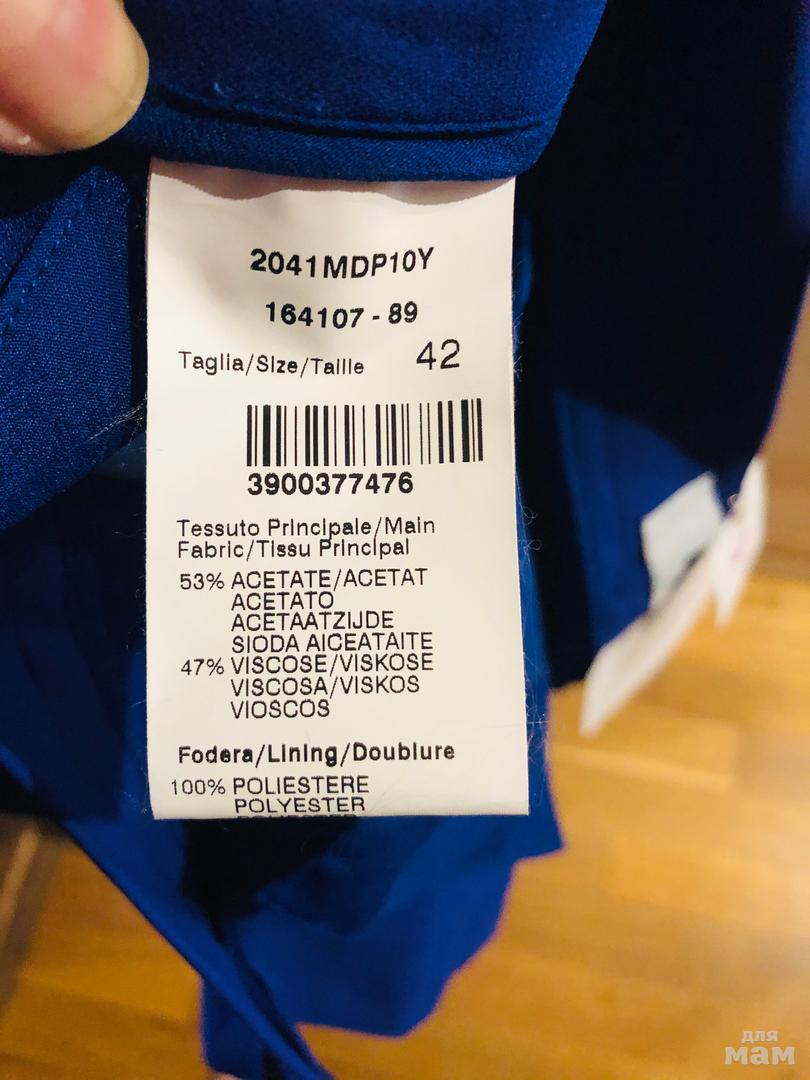 2041MDP10Y
164107 - 89
Taglia/Size/Taille 42
3900377476
Tessuto Principale/Main
Fabric/Tissu Principal
53% ACETATE/ACETAT
ACETATO
ACETAATZIJDE
SIODA AICEATAITE
47% VISCOSE/VISKOSE
VISCOSA/VISKOS
VIOSCOS
Fodera/Lining/Doublure
100% POLIESTERE
POLYESTER
для
мам